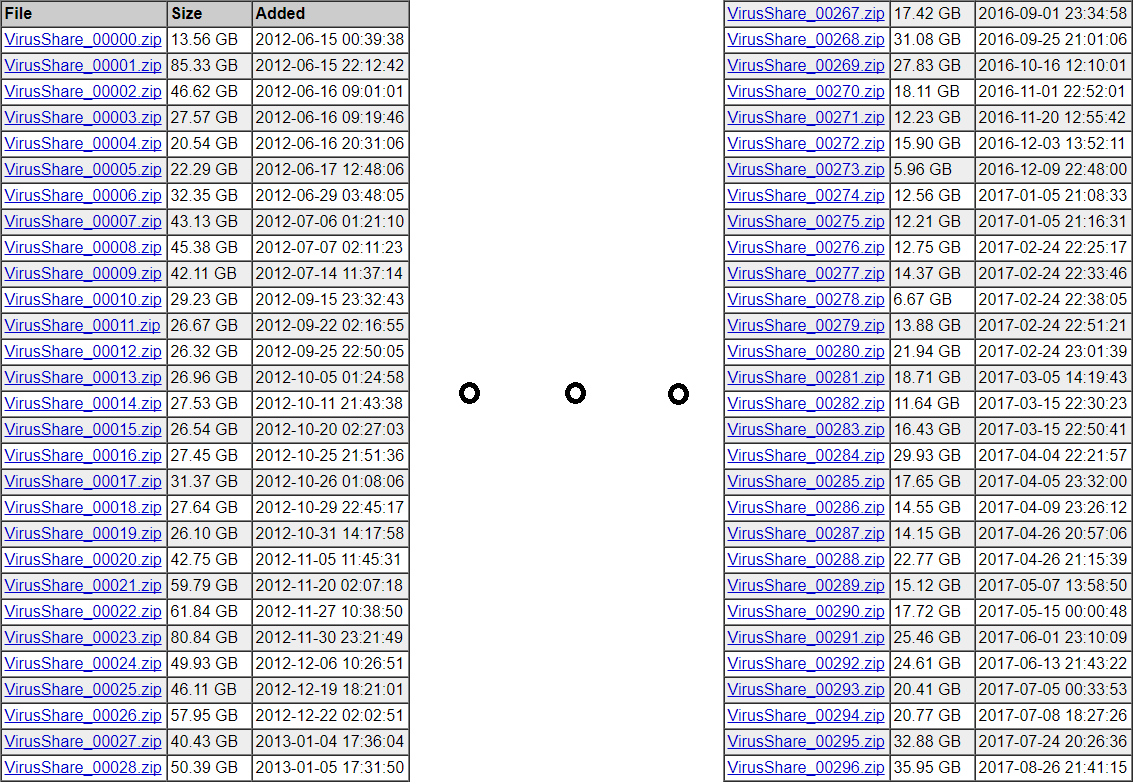 File Size Added
VirusShare_00000.zip 13.56 GB 2012-06-15 00:39:38
VirusShare_00001.zip 85.33 GB 2012-06-15 22:12:42
VirusShare_00002.zip 46.62 GB 2012-06-16 09:01:01
VirusShare_00003.zip 27.57 GB 2012-06-16 09:19:46
VirusShare_00004.zip 20.54 GB 2012-06-16 20:31:06
VirusShare_00005.zip 22.29 GB 2012-06-17 12:48:06
VirusShare_00006.zip 32.35 GB 2012-06-29 03:48:05
VirusShare_00007.zip 43.13 GB 2012-07-06 01:21:10
VirusShare_00008.zip 45.38 GB 2012-07-07 02:11:23
VirusShare_00009.zip 42.11 GB 2012-07-14 11:37:14
VirusShare_00010.zip 29.23 GB 2012-09-15 23:32:43
VirusShare_00011.zip 26.67 GB 2012-09-22 02:16:55
VirusShare_00012.zip 26.32 GB 2012-09-25 22:50:05
VirusShare_00013.zip 26.96 GB 2012-10-05 01:24:58
VirusShare_00014.zip 27.53 GB 2012-10-11 21:43:38
VirusShare_00015.zip 26.54 GB 2012-10-20 02:27:03
VirusShare_00016.zip 27.45 GB 2012-10-25 21:51:36
VirusShare_00017.zip 31.37 GB 2012-10-26 01:08:06
VirusShare_00018.zip 27.64 GB 2012-10-29 22:45:17
VirusShare_00019.zip 26.10 GB 2012-10-31 14:17:58
VirusShare_00020.zip 42.75 GB 2012-11-05 11:45:31
VirusShare_00021.zip 59.79 GB 2012-11-20 02:07:18
VirusShare_00022.zip 61.84 GB 2012-11-27 10:38:50
VirusShare_00023.zip 80.84 GB 2012-11-30 23:21:49
VirusShare_00024.zip 49.93 GB 2012-12-06 10:26:51
VirusShare_00025.zip 46.11 GB 2012-12-19 18:21:01
VirusShare_00026.zip 57.95 GB 2012-12-22 02:02:51
VirusShare_00027.zip 40.43 GB 2013-01-04 17:36:04
VirusShare_00028.zip 50.39 GB 2013-01-05 17:31:50
VirusShare_00267.zip 17.42 GB 2016-09-01 23:34:58
VirusShare_00268.zip 31.08 GB 2016-09-25 21:01:06
VirusShare_00269.zip 27.83 GB 2016-10-16 12:10:01
VirusShare_00270.zip 18.11 GB 2016-11-01 22:52:01
VirusShare_00271.zip 12.23 GB 2016-11-20 12:55:42
VirusShare_00272.zip 15.90 GB 2016-12-03 13:52:11
VirusShare_00273.zip 5.96 GB 2016-12-09 22:48:00
VirusShare_00274.zip 12.56 GB 2017-01-05 21:08:33
VirusShare_00275.zip 12.21 GB 2017-01-05 21:16:31
VirusShare_00276.zip 12.75 GB 2017-02-24 22:25:17
VirusShare_00277.zip 14.37 GB 2017-02-24 22:33:46
VirusShare_00278.zip 6.67 GB 2017-02-24 22:38:05
VirusShare_00279.zip 13.88 GB 2017-02-24 22:51:21
VirusShare_00280.zip 21.94 GB 2017-02-24 23:01:39
VirusShare_00281.zip 18.71 GB 2017-03-05 14:19:43
VirusShare_00282.zip 11.64 GB 2017-03-15 22:30:23
VirusShare_00283.zip 16.43 GB 2017-03-15 22:50:41
VirusShare_00284.zip 29.93 GB 2017-04-04 22:21:57
VirusShare_00285.zip 17.65 GB 2017-04-05 23:32:00
VirusShare_00286.zip 14.55 GB 2017-04-09 23:26:12
VirusShare_00287.zip 14.15 GB 2017-04-26 20:57:06
VirusShare_00288.zip 22.77 GB 2017-04-26 21:15:39
VirusShare_00289.zip 15.12 GB 2017-05-07 13:58:50
VirusShare_00290.zip 17.72 GB 2017-05-15 00:00:48
VirusShare_00291.zip 25.46 GB 2017-06-01 23:10:09
VirusShare_00292.zip 24.61 GB 2017-06-13 21:43:22
VirusShare_00293.zip 20.41 GB 2017-07-05 00:33:53
VirusShare_00294.zip 20.77 GB 2017-07-08 18:27:26
VirusShare_00295.zip 32.88 GB 2017-07-24 20:26:36
VirusShare_00296.zip 35.95 GB 2017-08-26 21:41:15